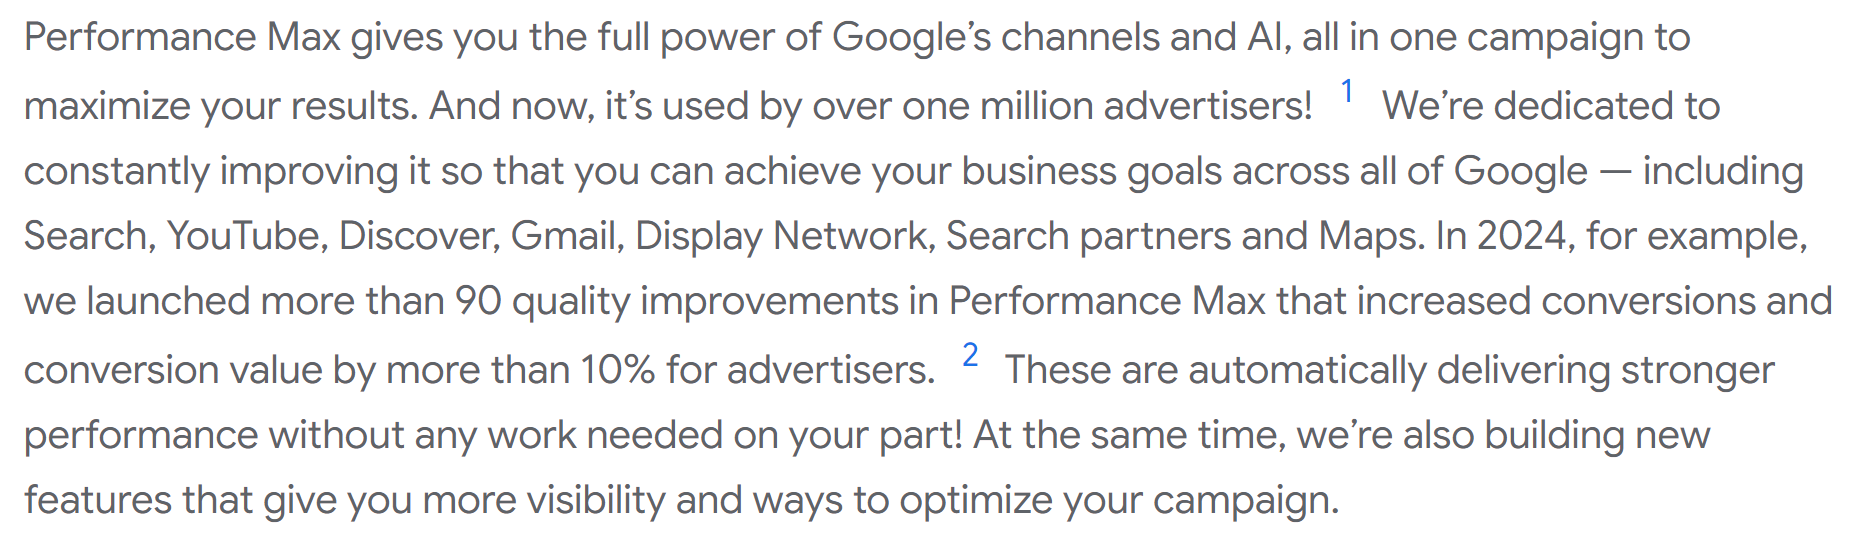 Performance Max gives you the full power of Google’s channels and AI, all in one campaign to
maximize your results. And now, it’s used by over one million advertisers! 1 We’re dedicated to
constantly improving it so that you can achieve your business goals across all of Google — including
Search, YouTube, Discover, Gmail, Display Network, Search partners and Maps. In 2024, for example,
we launched more than 90 quality improvements in Performance Max that increased conversions and
conversion value by more than 10% for advertisers. 2 These are automatically delivering stronger
performance without any work needed on your part! At the same time, we’re also building new
features that give you more visibility and ways to optimize your campaign.